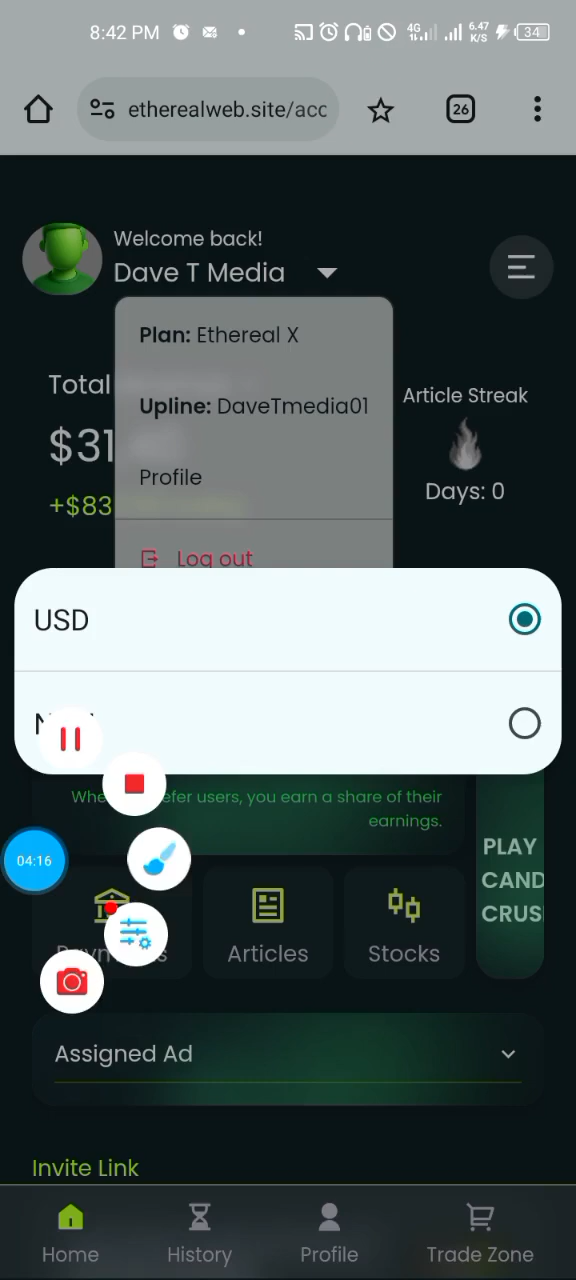 8:42 PM
4G
6.47
K/S
34
etherealweb.site/acc
26
Welcome back!
Dave T Media
Plan: Ethereal X
Upline: DaveTmedia01
Profile
Log out
Total
$31
+$83
Article Streak
Days: 0
USD
users, you earn a share of their
earnings.
PLAY
CAND
CRUS
04:16
Articles
Stocks
Assigned Ad
Invite Link
Home
History
Profile
Trade Zone